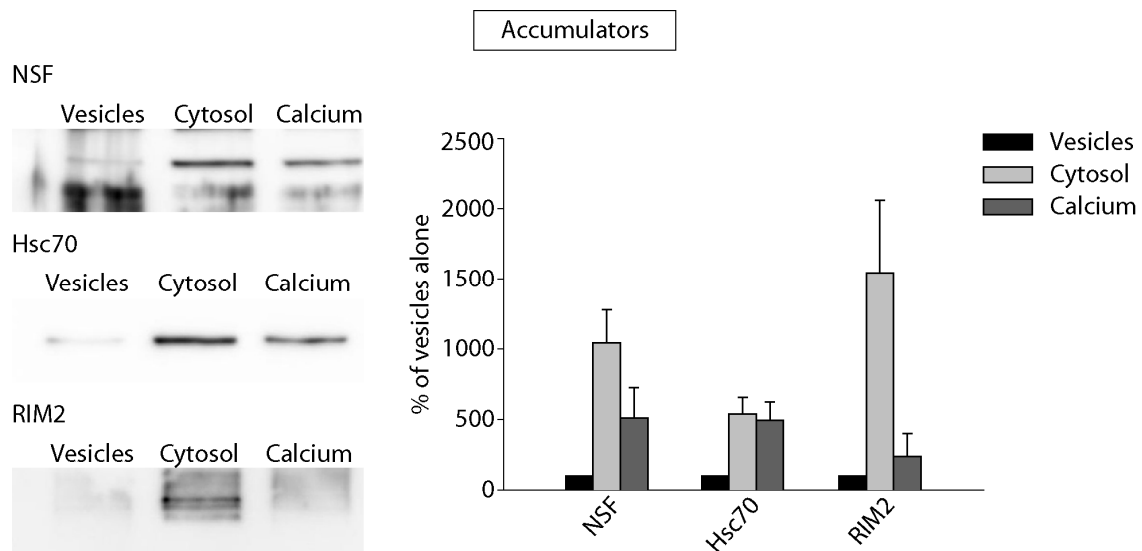 Accumulators
NSF
Vesicles Cytosol Calcium
Hsc70
Vesicles Cytosol Calcium
RIM2
Vesicles Cytosol Calcium
% of vesicles alone
2500
2000
1500
1000
500
0
NSF Hsc70 RIM2
Vesicles
Cytosol
Calcium